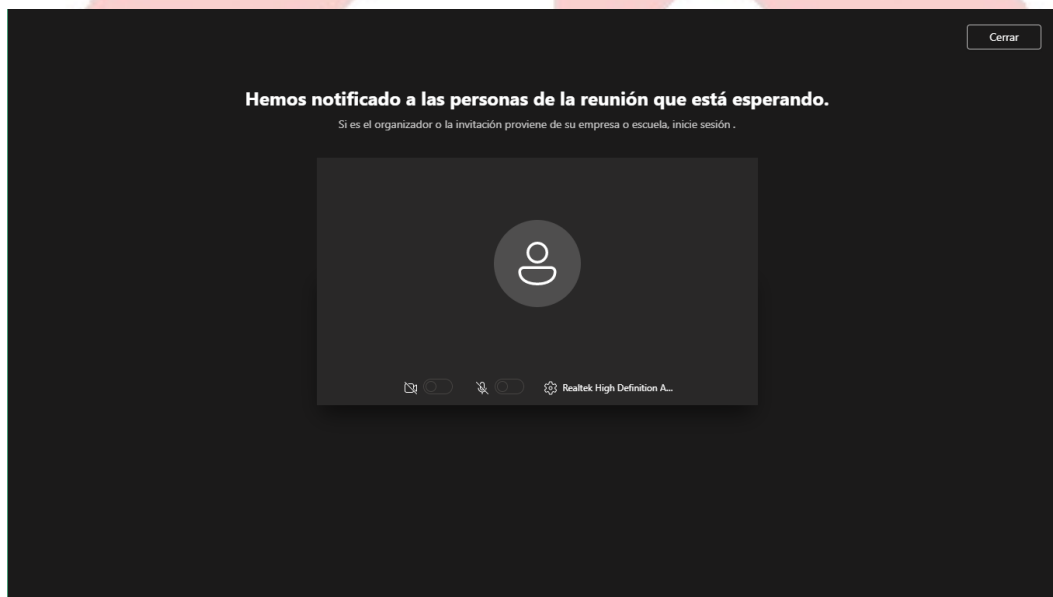 Cerrar
Hemos notificado a las personas de la reunión que está esperando.
Si es el organizador o la invitación proviene de su empresa o escuela, inicie sesión .
Realtek High Definition A...